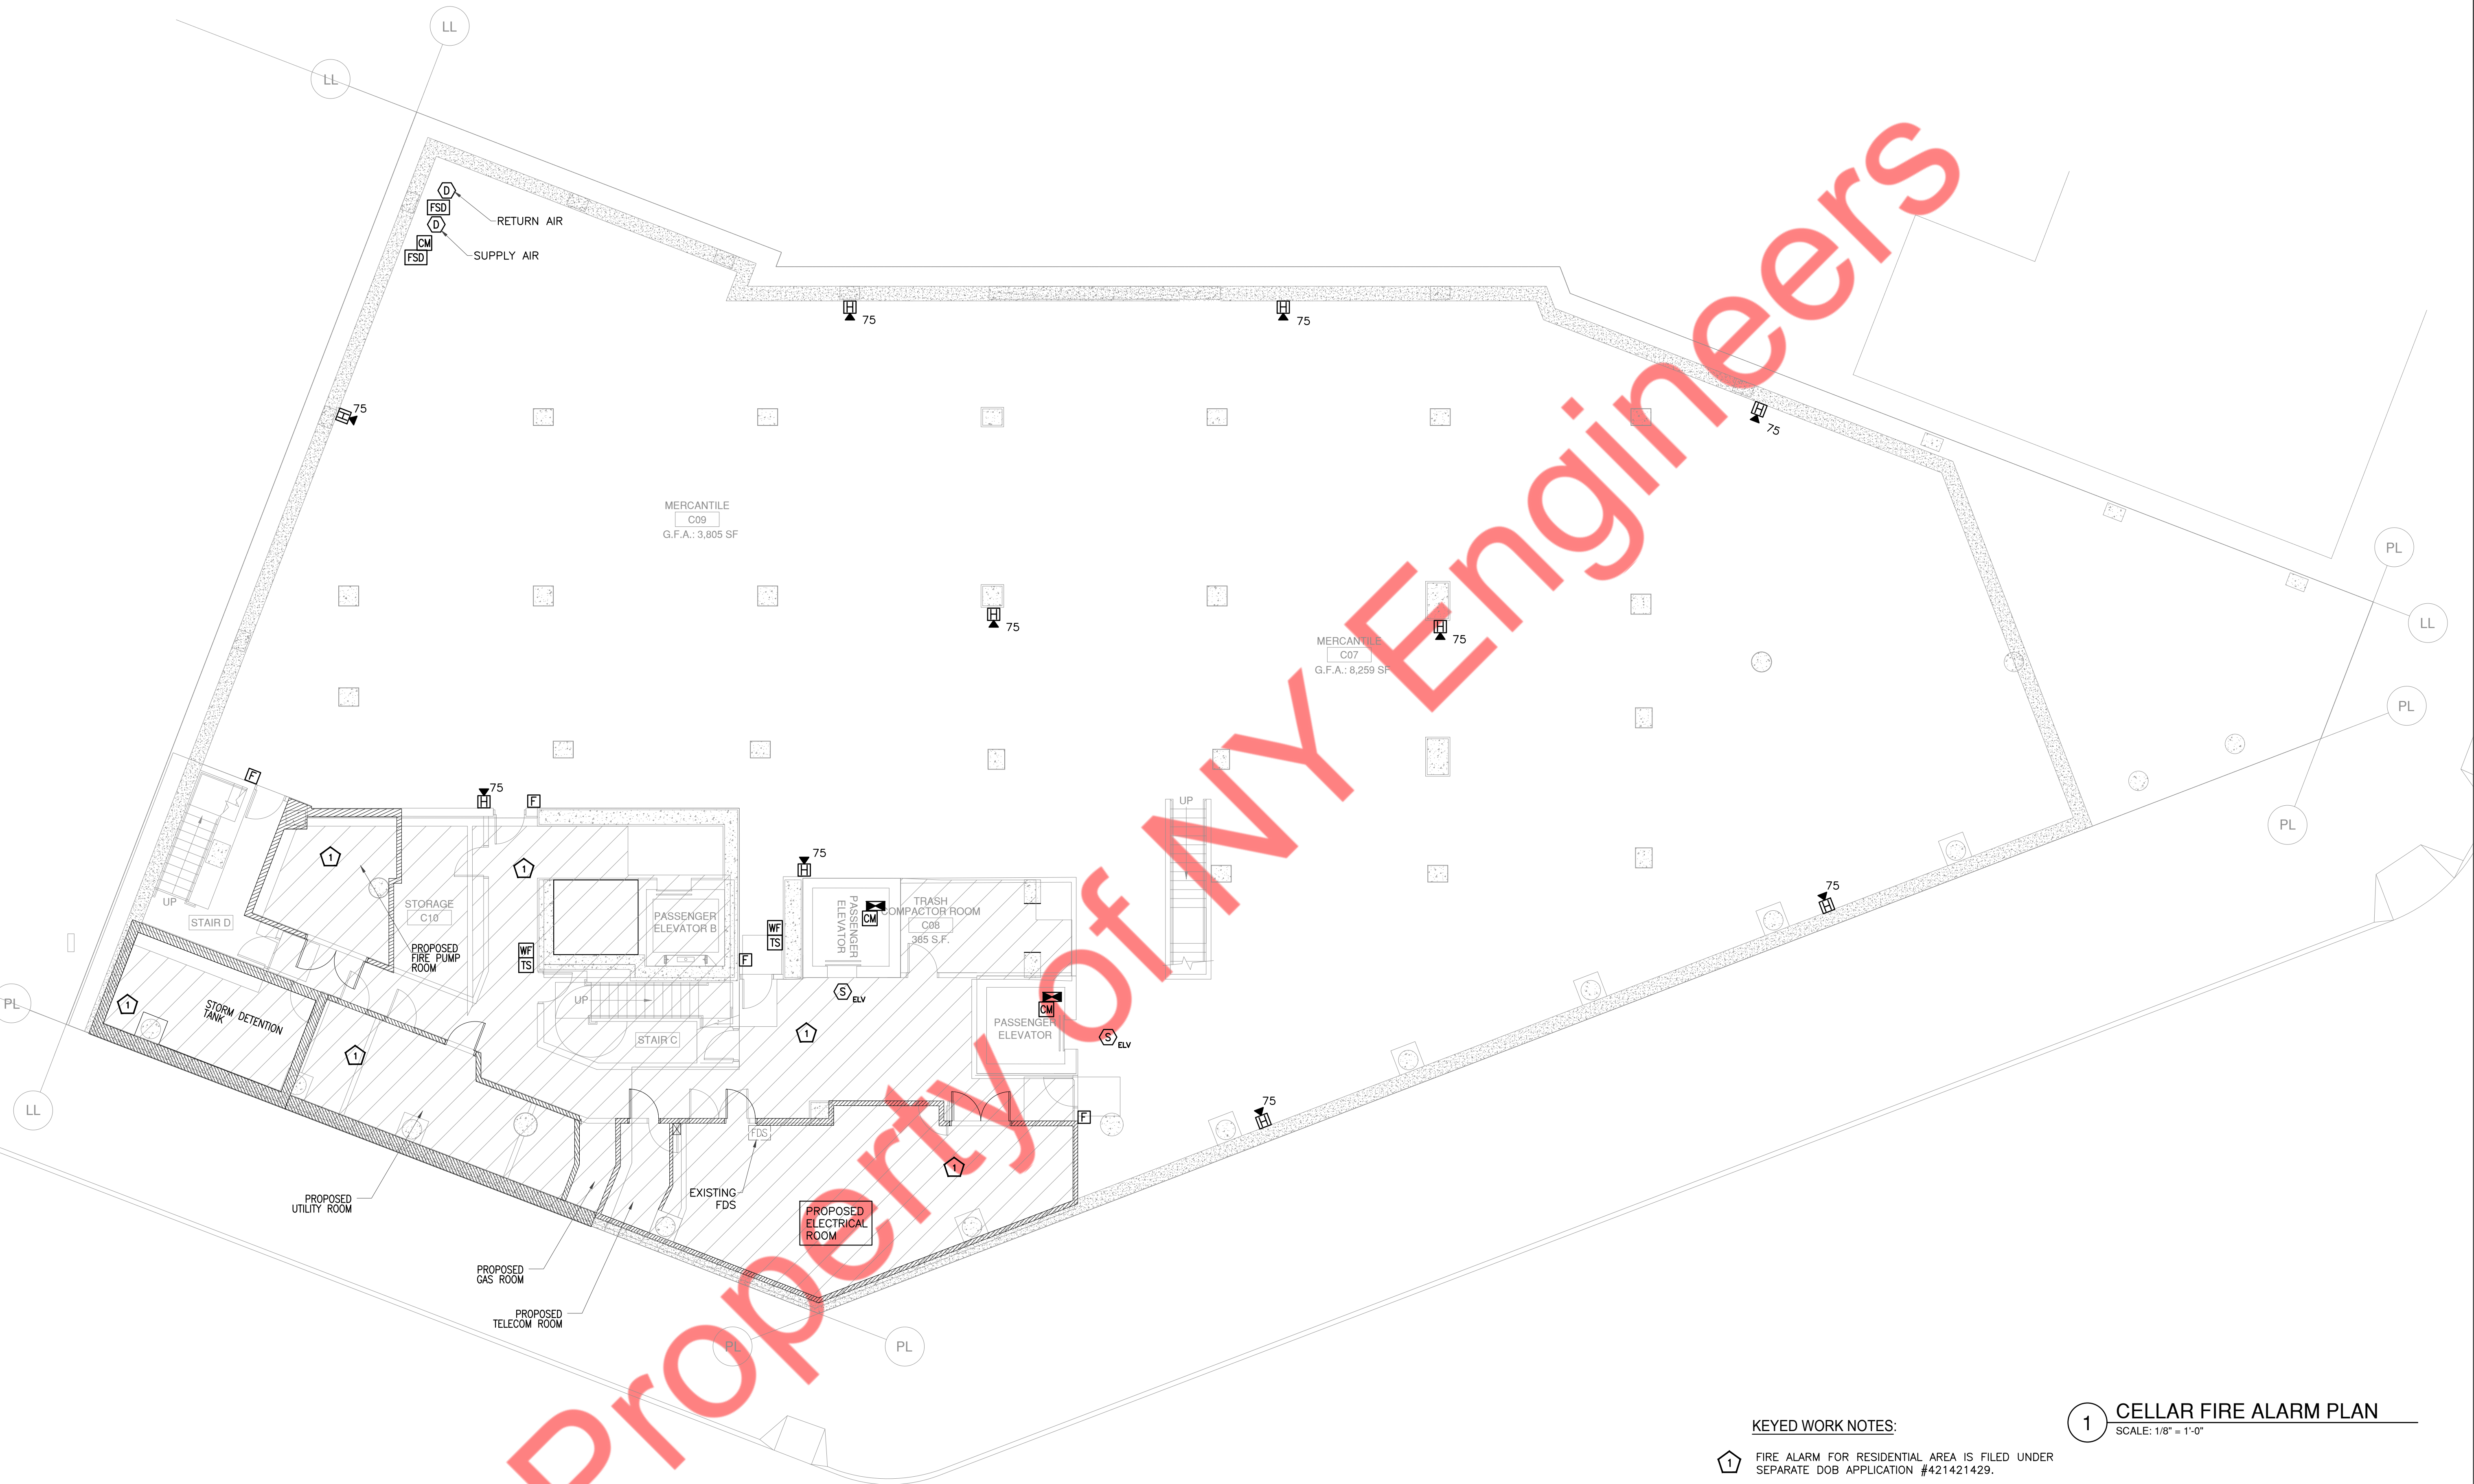 LL
LL
D
FSD
D
CM
FSD
RETURN AIR
SUPPLY AIR
H
75
H
75
H
75
H
75
MERCANTILE
C09
G.F.A.: 3,805 SF
H
75
H
75
MERCANTILE
C07
G.F.A.: 8,259 SF
PL
LL
PL
PL
F
H
75
F
H
75
UP
1
1
UP
STAIR D
STORAGE
C10
PROPOSED
FIRE PUMP
ROOM
PASSENGER
ELEVATOR B
WF
TS
WF
TS
F
PASSENGER
ELEVATOR
CM
TRASH
COMPACTOR ROOM
C08
385 S.F.
H
75
PL
1
STORM DETENTION
TANK
UP
STAIR C
S
ELV
1
CM
PASSENGER
ELEVATOR
S
ELV
1
LL
FDS
F
H
75
EXISTING
FDS
1
PROPOSED
ELECTRICAL
ROOM
PROPOSED
UTILITY ROOM
PROPOSED
GAS ROOM
PROPOSED
TELECOM ROOM
PL
PL
Property of NY Engineers
KEYED WORK NOTES:
1
FIRE ALARM FOR RESIDENTIAL AREA IS FILED UNDER
SEPARATE DOB APPLICATION #421421429.
1
CELLAR FIRE ALARM PLAN
SCALE: 1/8" = 1'-0"